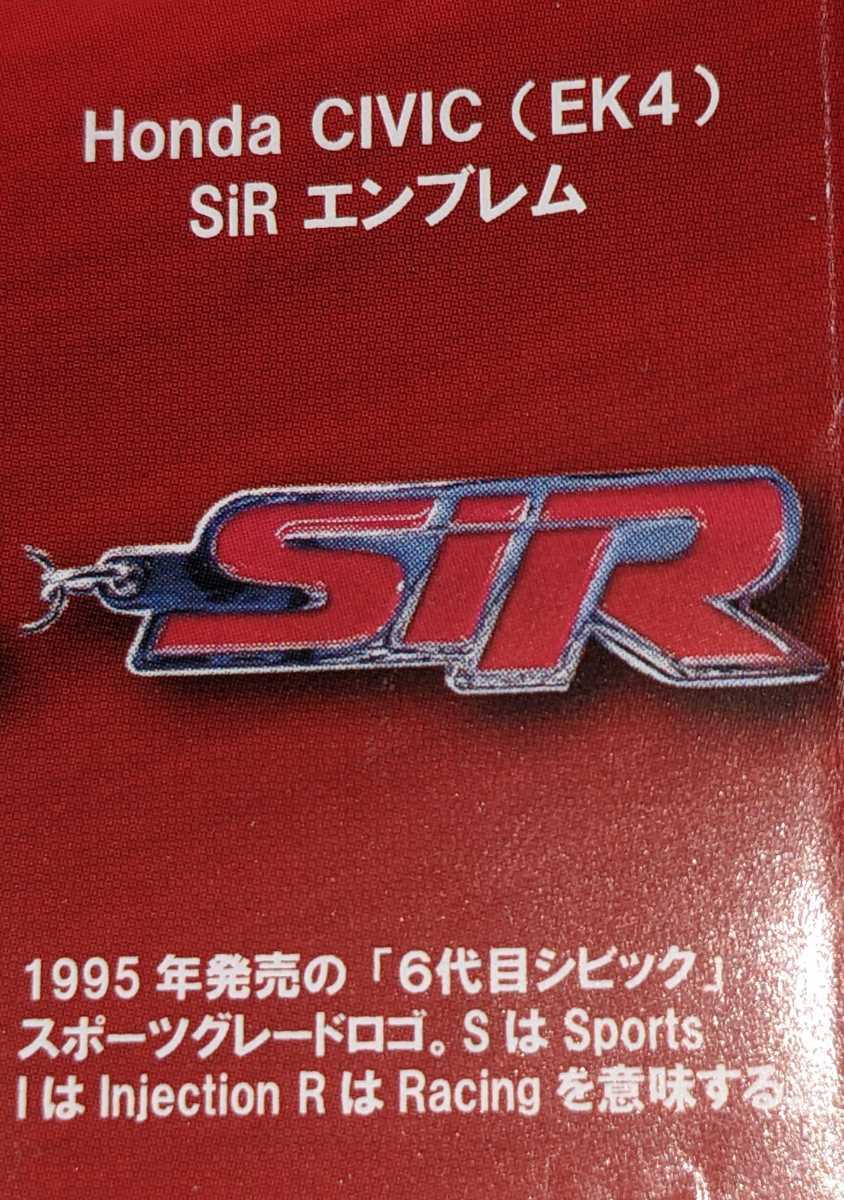 Honda CIVIC（EK4）
SiR エンブレム
SiR
1995 年発売の「6代目シビック」
スポーツグレードロゴ。S は Sports
I は Injection R は Racing を意味する